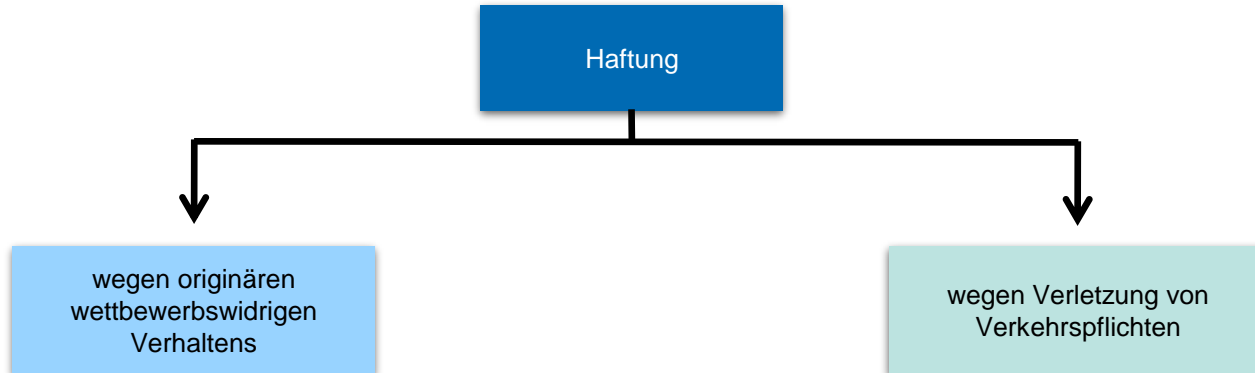 Haftung
wegen originären
wettbewerbswidrigen
Verhaltens
wegen Verletzung von
Verkehrspflichten